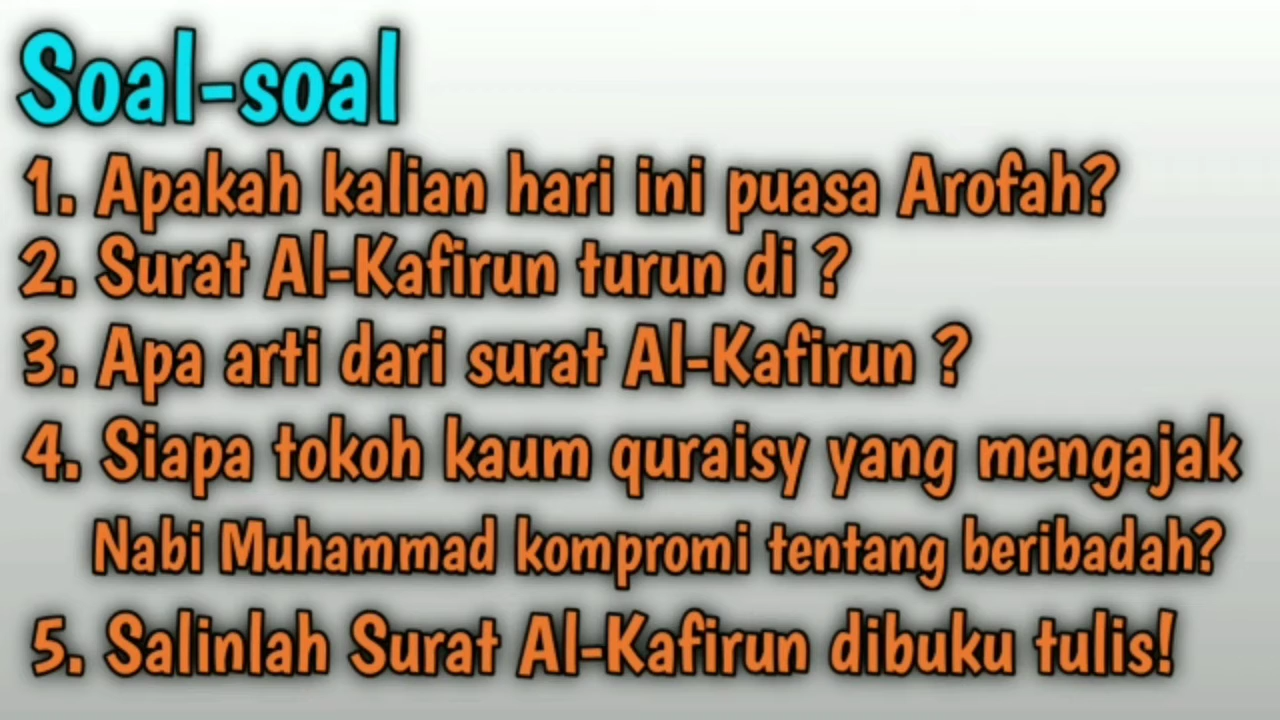 Soal-soal
1. Apakah kalian hari ini puasa Arofah?
2. Surat Al-Kafirun turun di ?
3. Apa arti dari surat Al-Kafirun ?
4. Siapa tokoh kaum quraisy yang mengajak
Nabi Muhammad kompromi tentang beribadah?
5. Salinlah Surat Al-Kafirun dibuku tulis!